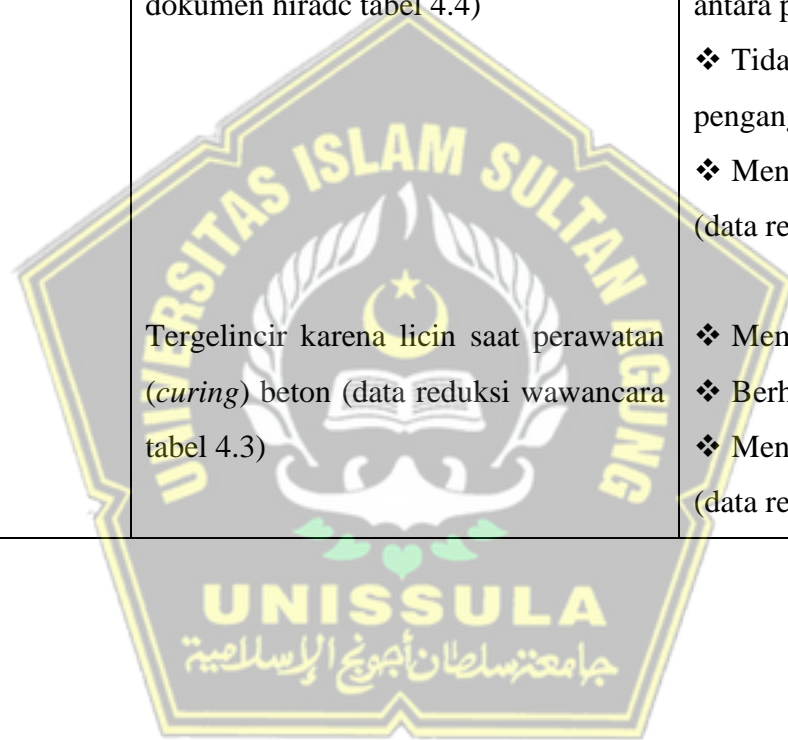 dokumen hiradc tabel 4.4)
antara p
❖ Tida
pengang
❖ Men
(data re
Tergelincir karena licin saat perawatan
(curing) beton (data reduksi wawancara
tabel 4.3)
❖ Men
❖ Berh
❖ Men
(data re
UNIVERSITAS ISLAM SULTAN AGUNG
UNISSULA
جامعة سلطان أجونج الإسلامية